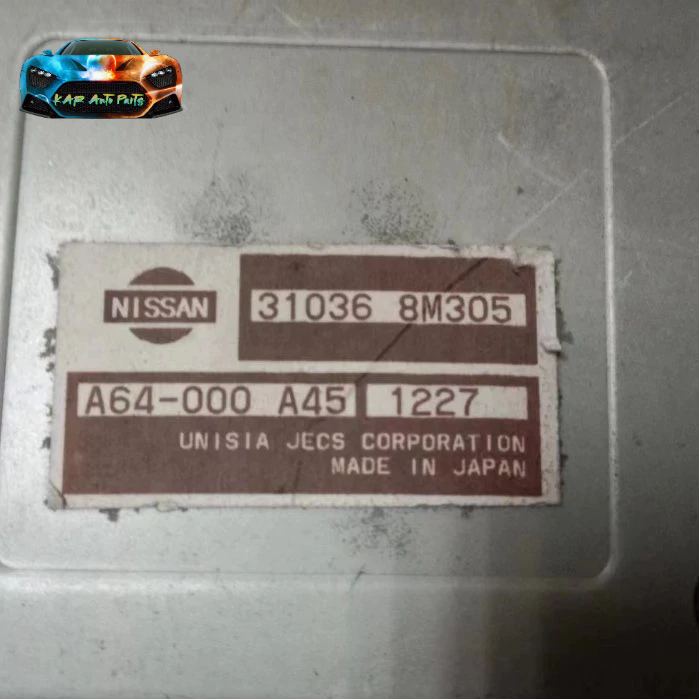 KAR Auto Parts
NISSAN
31036 8M305
A64-000 A45 1227
UNISIA JECS CORPORATION
MADE IN JAPAN